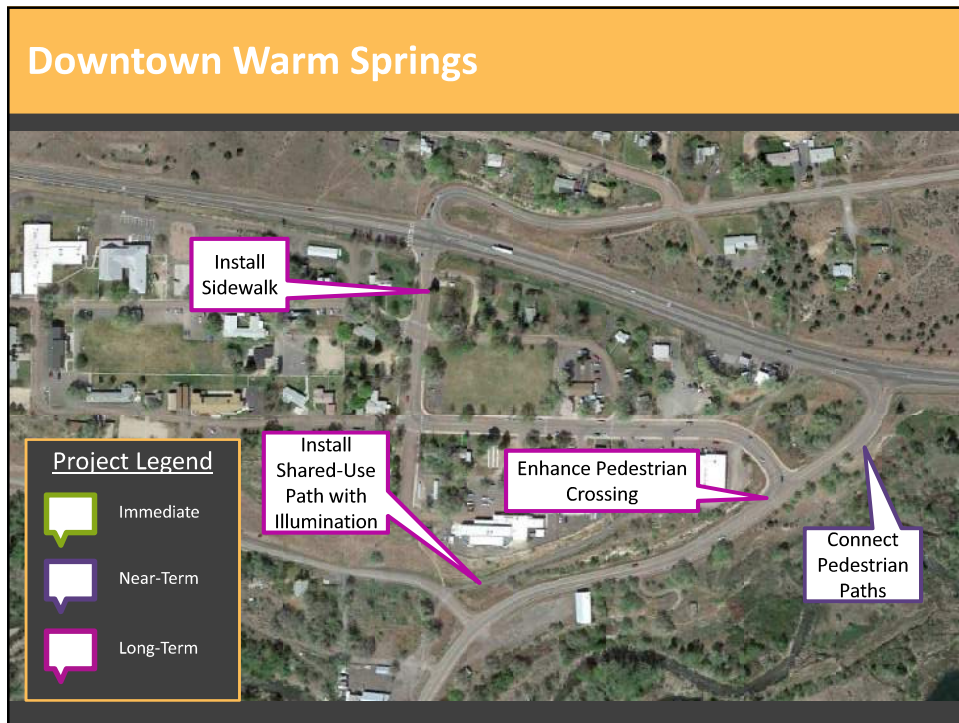 Downtown Warm Springs
Install
Sidewalk
Install
Shared-Use
Path with
Illumination
Enhance Pedestrian
Crossing
Connect
Pedestrian
Paths
Project Legend
Immediate
Near-Term
Long-Term